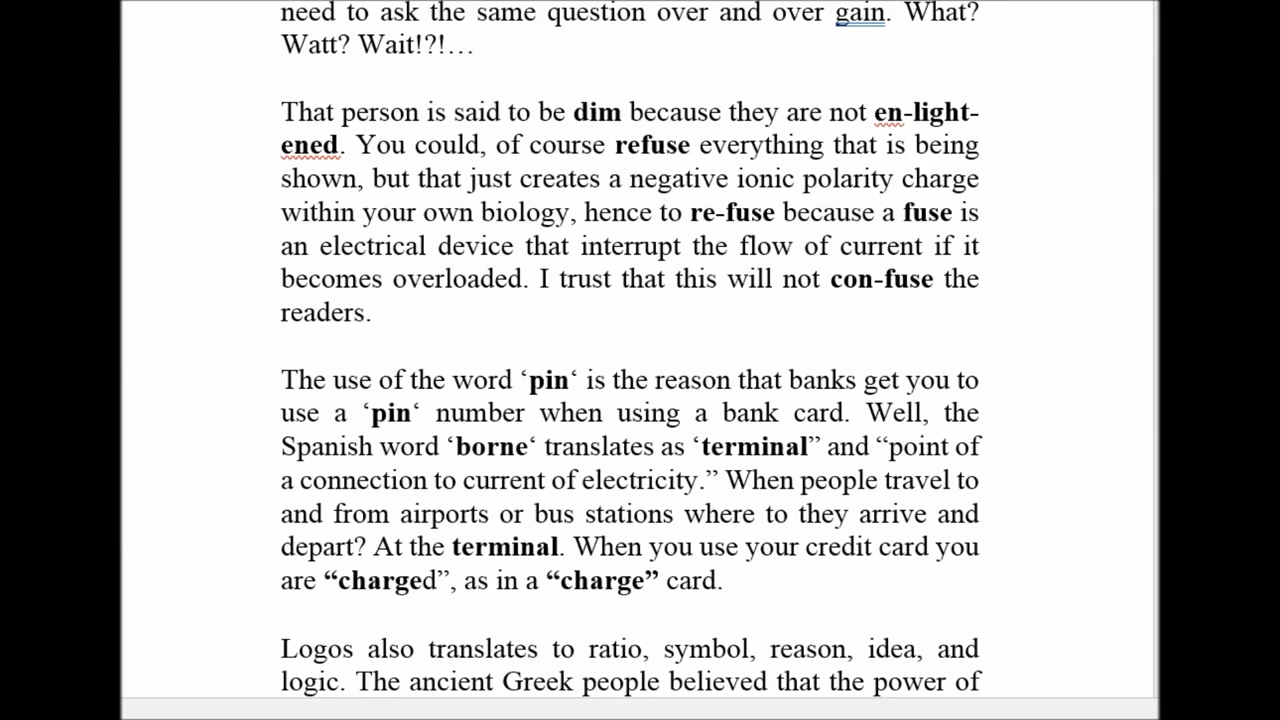 need to ask the same question over and over gain. What?
Watt? Wait!?!…
That person is said to be dim because they are not en-light-
ened. You could, of course refuse everything that is being
shown, but that just creates a negative ionic polarity charge
within your own biology, hence to re-fuse because a fuse is
an electrical device that interrupt the flow of current if it
becomes overloaded. I trust that this will not con-fuse the
readers.
The use of the word ‘pin‘ is the reason that banks get you to
use a ‘pin‘ number when using a bank card. Well, the
Spanish word ‘borne‘ translates as ‘terminal” and “point of
a connection to current of electricity.” When people travel to
and from airports or bus stations where to they arrive and
depart? At the terminal. When you use your credit card you
are “charged”, as in a “charge” card.
Logos also translates to ratio, symbol, reason, idea, and
logic. The ancient Greek people believed that the power of